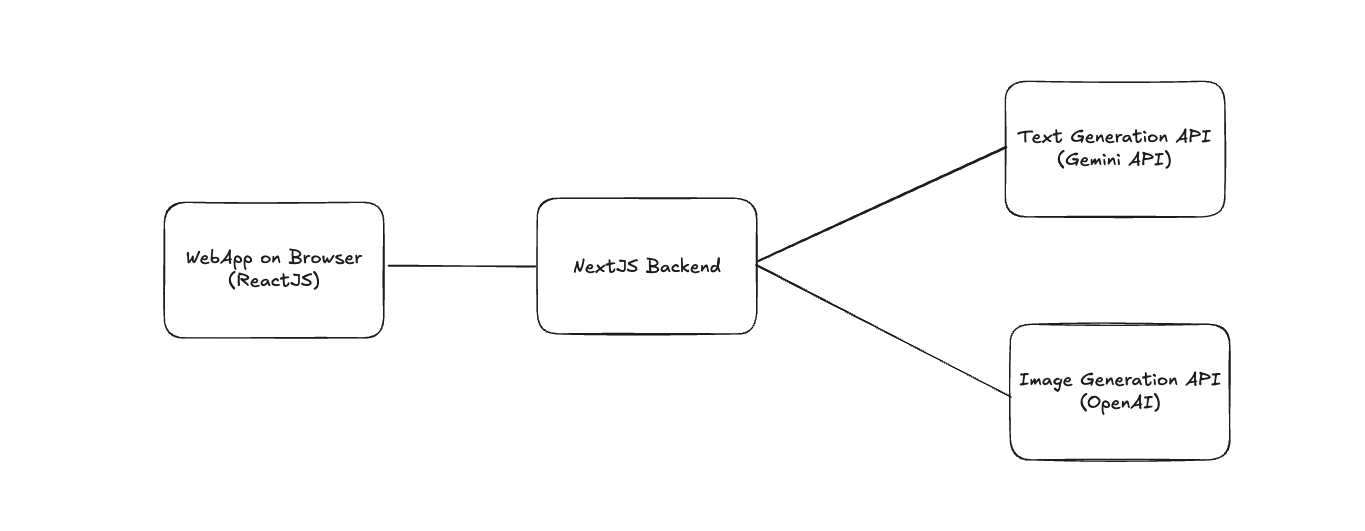 Text Generation API
(Gemini API)
WebApp on Browser
(ReactJS)
NextJS Backend
Image Generation API
(OpenAI)